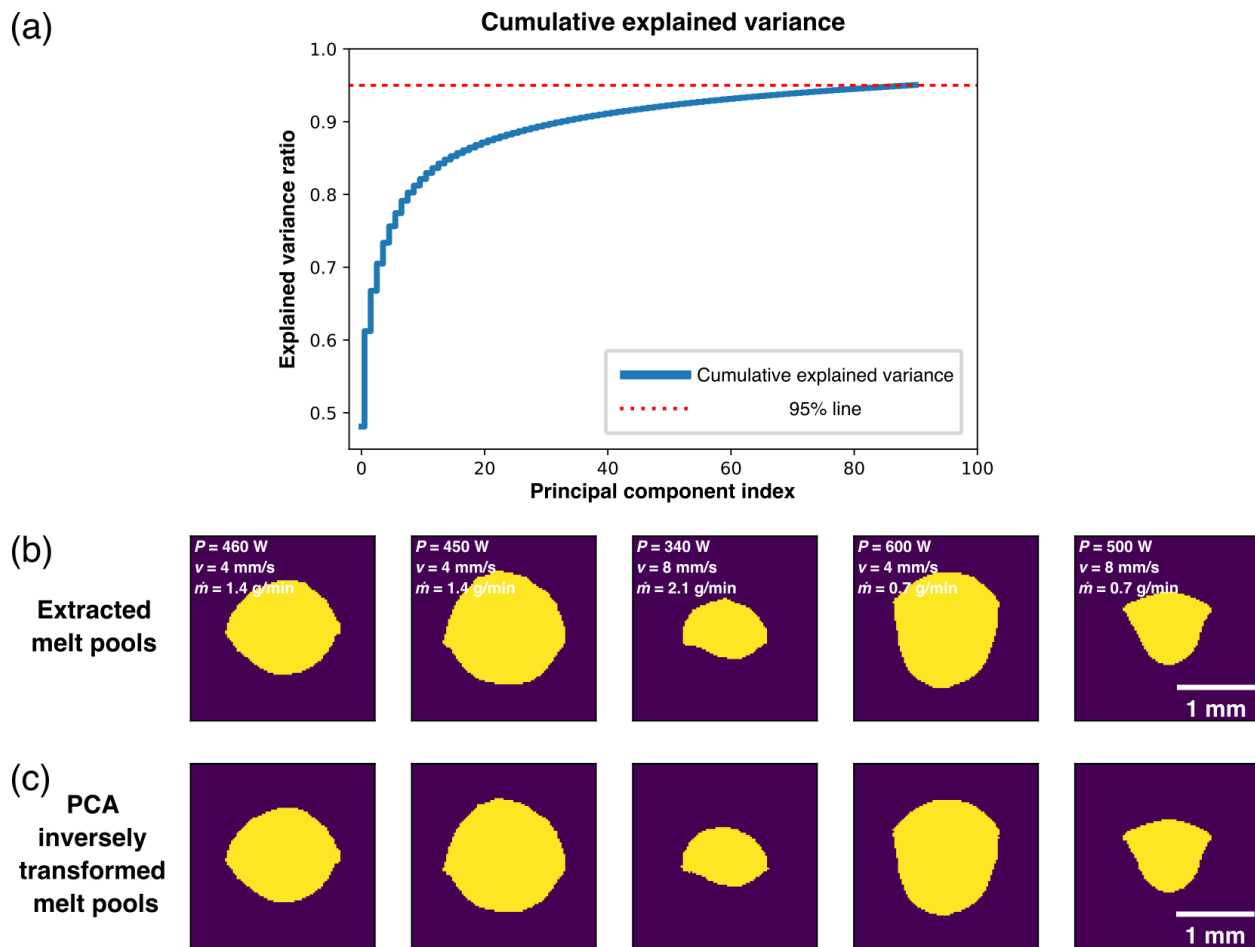 (a)
Cumulative explained variance
1.0
0.9
0.8
0.7
0.6
0.5
Explained variance ratio
Cumulative explained variance
95% line
0 20 40 60 80 100
Principal component index
(b)
Extracted
melt pools
P = 460 W
v = 4 mm/s
ṁ = 1.4 g/min
P = 450 W
v = 4 mm/s
ṁ = 1.4 g/min
P = 340 W
v = 8 mm/s
ṁ = 2.1 g/min
P = 600 W
v = 4 mm/s
ṁ = 0.7 g/min
P = 500 W
v = 8 mm/s
ṁ = 0.7 g/min
1 mm
(c)
PCA
inversely
transformed
melt pools
1 mm